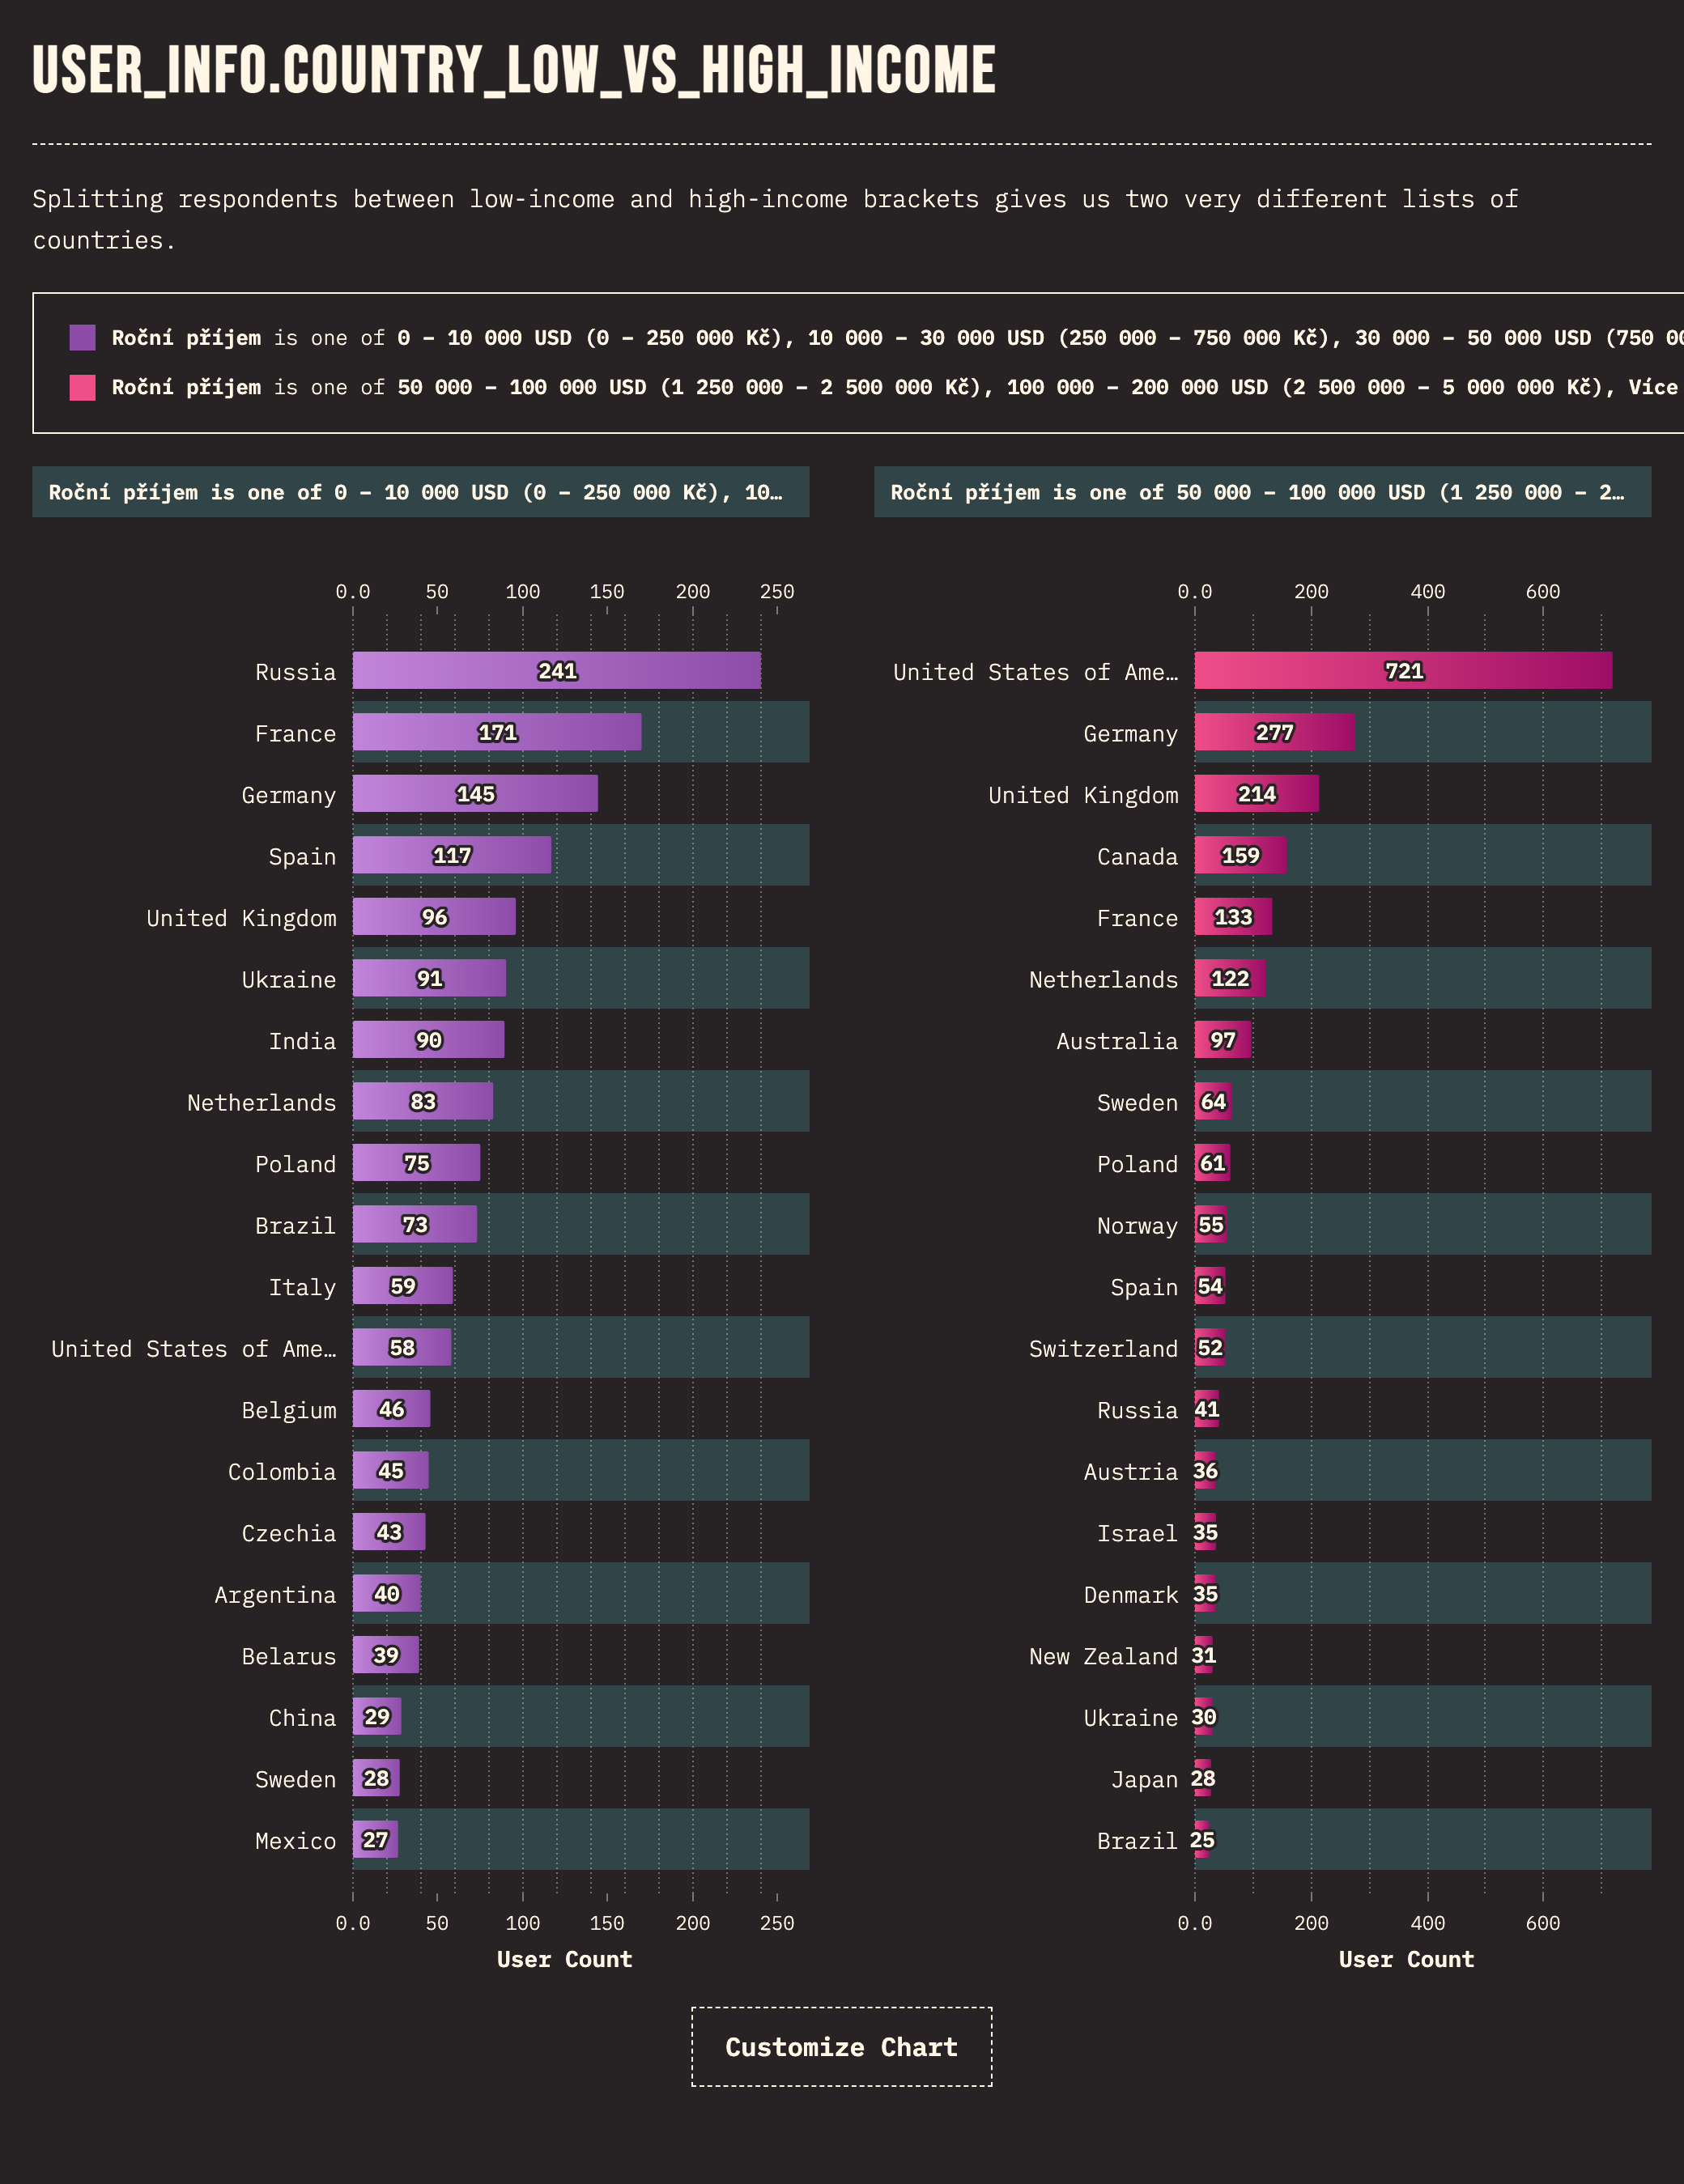 USER_INFO.COUNTRY_LOW_VS_HIGH_INCOME
Splitting respondents between low-income and high-income brackets gives us two very different lists of
countries.
Roční příjem is one of 0 – 10 000 USD (0 – 250 000 Kč), 10 000 – 30 000 USD (250 000 – 750 000 Kč), 30 000 – 50 000 USD (750 00
Roční příjem is one of 50 000 – 100 000 USD (1 250 000 – 2 500 000 Kč), 100 000 – 200 000 USD (2 500 000 – 5 000 000 Kč), Více
Roční příjem is one of 0 – 10 000 USD (0 – 250 000 Kč), 10…
0.0 50 100 150 200 250
Russia 241
France 171
Germany 145
Spain 117
United Kingdom 96
Ukraine 91
India 90
Netherlands 83
Poland 75
Brazil 73
Italy 59
United States of Ame… 58
Belgium 46
Colombia 45
Czechia 43
Argentina 40
Belarus 39
China 29
Sweden 28
Mexico 27
0.0 50 100 150 200 250
User Count
Roční příjem is one of 50 000 – 100 000 USD (1 250 000 – 2…
0.0 200 400 600
United States of Ame… 721
Germany 277
United Kingdom 214
Canada 159
France 133
Netherlands 122
Australia 97
Sweden 64
Poland 61
Norway 55
Spain 54
Switzerland 52
Russia 41
Austria 36
Israel 35
Denmark 35
New Zealand 31
Ukraine 30
Japan 28
Brazil 25
0.0 200 400 600
User Count
Customize Chart